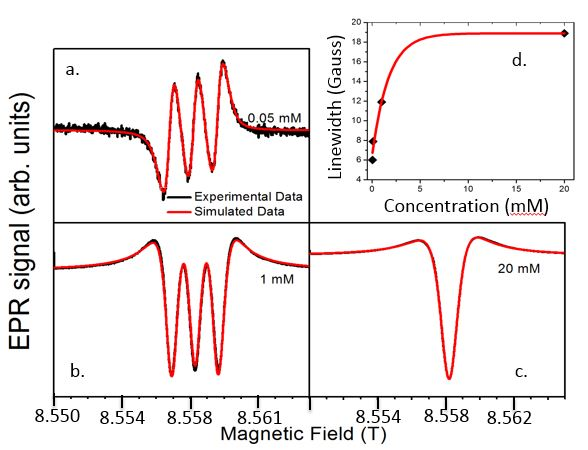 a.
0.05 mM
Experimental Data
Simulated Data
EPR signal (arb. units)
1 mM
b.
20 mM
c.
8.550 8.554 8.558 8.561 8.554 8.558 8.562
Magnetic Field (T)
20
18
16
14
12
10
8
6
4
Linewidth (Gauss)
d.
0 5 10 15 20
Concentration (mM)